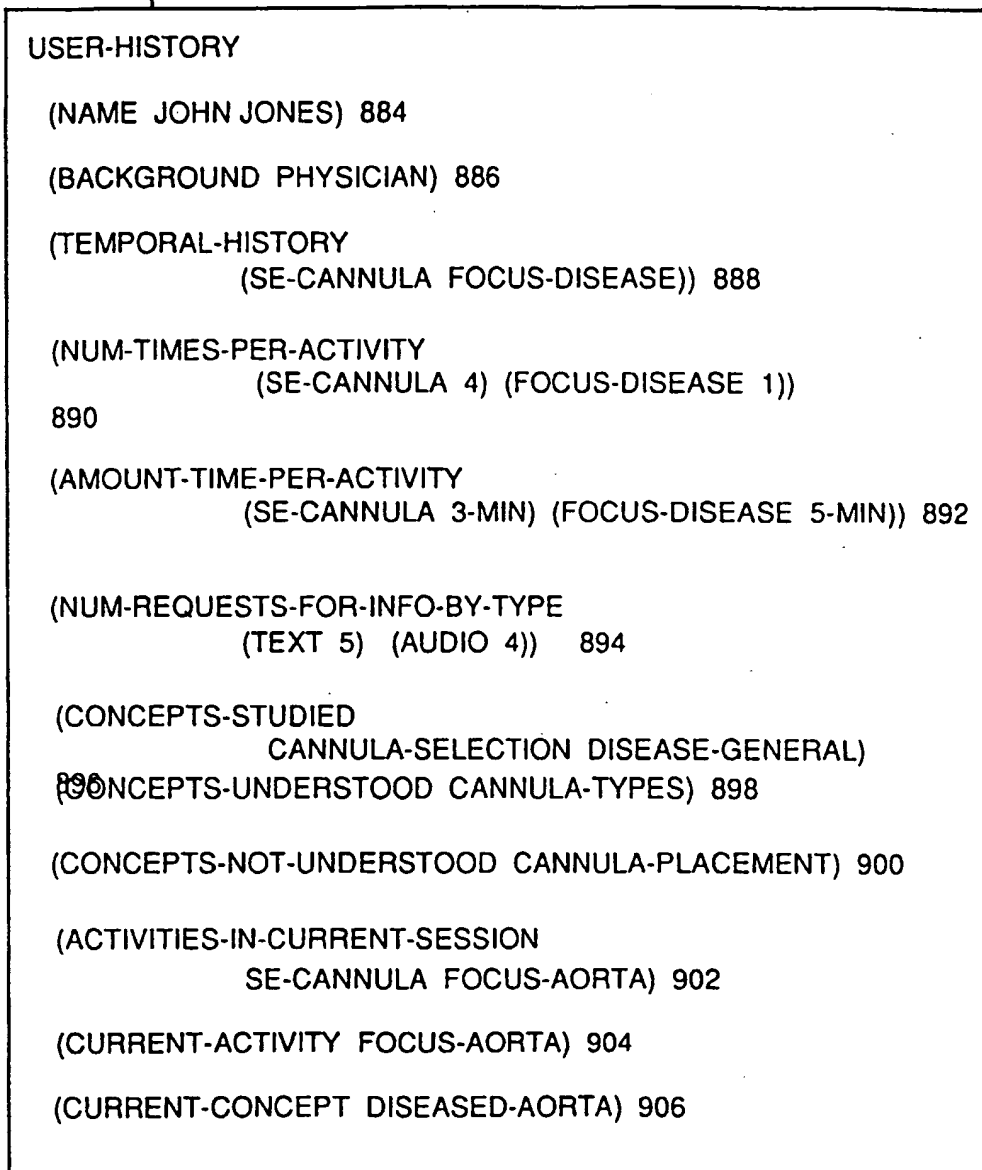 USER-HISTORY
(NAME JOHN JONES) 884
(BACKGROUND PHYSICIAN) 886
(TEMPORAL-HISTORY
(SE-CANNULA FOCUS-DISEASE)) 888
(NUM-TIMES-PER-ACTIVITY
(SE-CANNULA 4) (FOCUS-DISEASE 1))
890
(AMOUNT-TIME-PER-ACTIVITY
(SE-CANNULA 3-MIN) (FOCUS-DISEASE 5-MIN)) 892
(NUM-REQUESTS-FOR-INFO-BY-TYPE
(TEXT 5) (AUDIO 4)) 894
(CONCEPTS-STUDIED
CANNULA-SELECTION DISEASE-GENERAL)
896
(CONCEPTS-UNDERSTOOD CANNULA-TYPES) 898
(CONCEPTS-NOT-UNDERSTOOD CANNULA-PLACEMENT) 900
(ACTIVITIES-IN-CURRENT-SESSION
SE-CANNULA FOCUS-AORTA) 902
(CURRENT-ACTIVITY FOCUS-AORTA) 904
(CURRENT-CONCEPT DISEASED-AORTA) 906